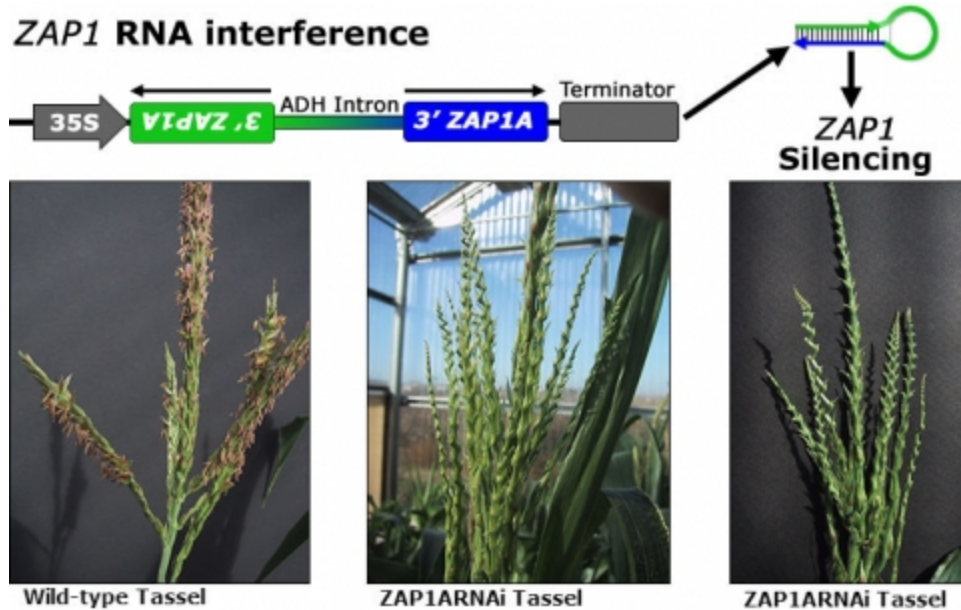 ZAP1 RNA interference
35S
3' ZAP1A
ADH Intron
3' ZAP1A
Terminator
ZAP1
Silencing
Wild-type Tassel
ZAP1ARNAi Tassel
ZAP1ARNAi Tassel